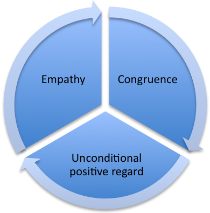 Empathy
Congruence
Unconditional
positive regard